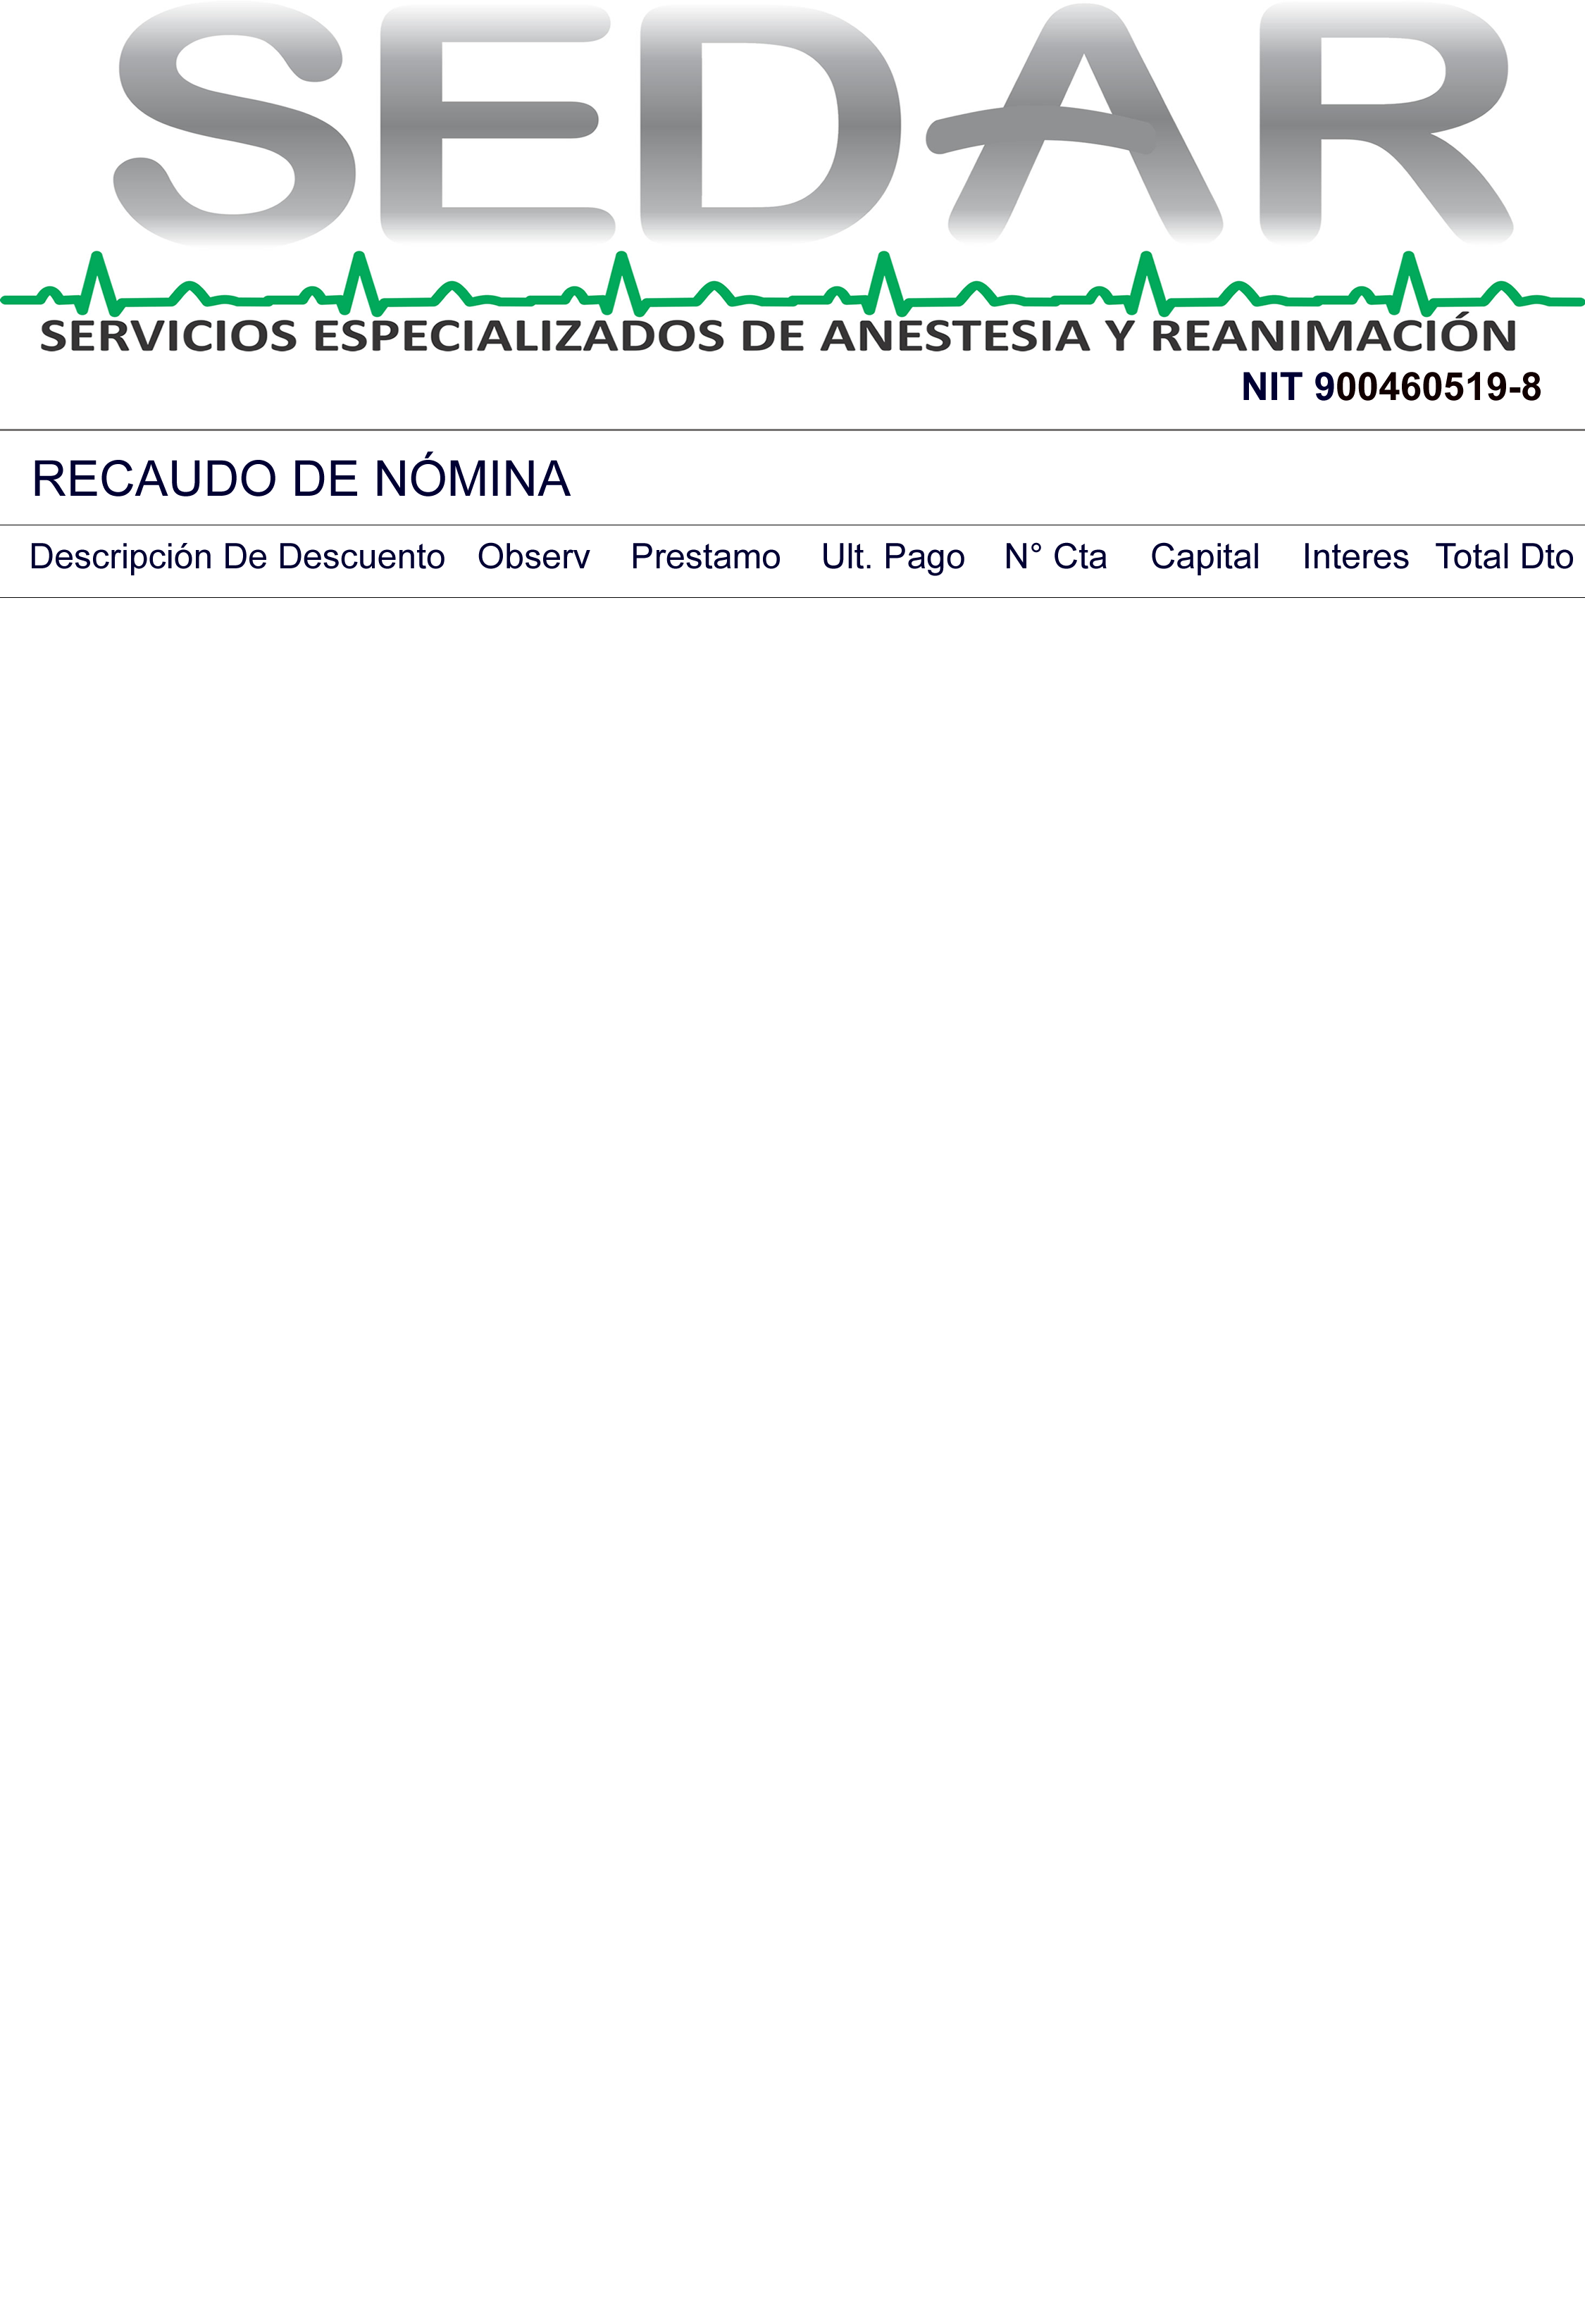 SEDAR
SERVICIOS ESPECIALIZADOS DE ANESTESIA Y REANIMACIÓN
NIT 900460519-8
RECAUDO DE NÓMINA
Descripción De Descuento Observ Prestamo Ult. Pago N° Cta Capital Interes Total Dto